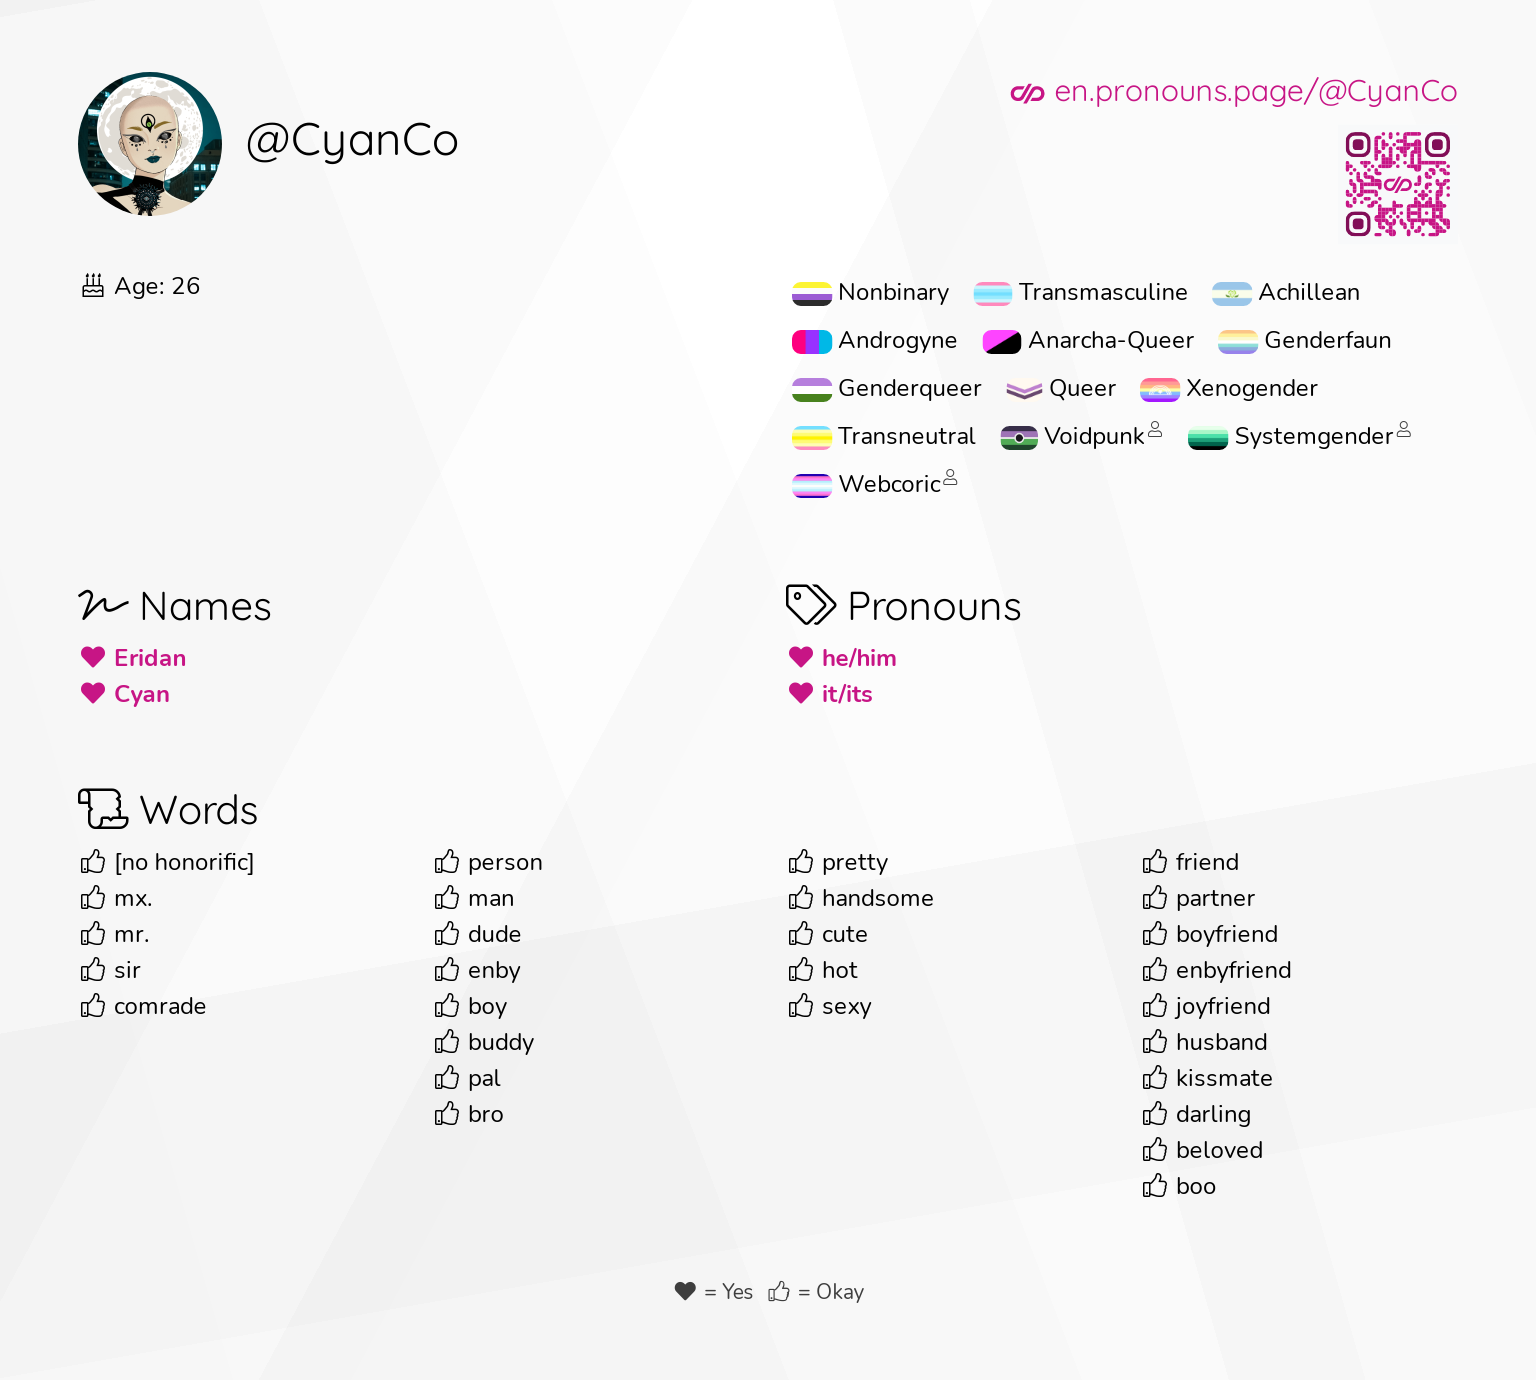 @CyanCo
en.pronouns.page/@CyanCo
Age: 26
Nonbinary Transmasculine Achillean
Androgyne Anarcha-Queer Genderfaun
Genderqueer Queer Xenogender
Transneutral Voidpunk Systemgender
Webcoric
Names
Eridan
Cyan
Pronouns
he/him
it/its
Words
[no honorific]
mx.
mr.
sir
comrade
person
man
dude
enby
boy
buddy
pal
bro
pretty
handsome
cute
hot
sexy
friend
partner
boyfriend
enbyfriend
joyfriend
husband
kissmate
darling
beloved
boo
= Yes = Okay